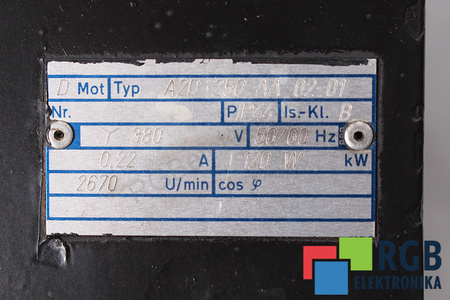 D Mot Typ A2D 250-AA 02-01
Nr. P Is.-Kl. B
Y 380 V 50/60 Hz
0,22 A 120 W kW
2670 U/min cos φ
RGB
ELEKTRONIKA